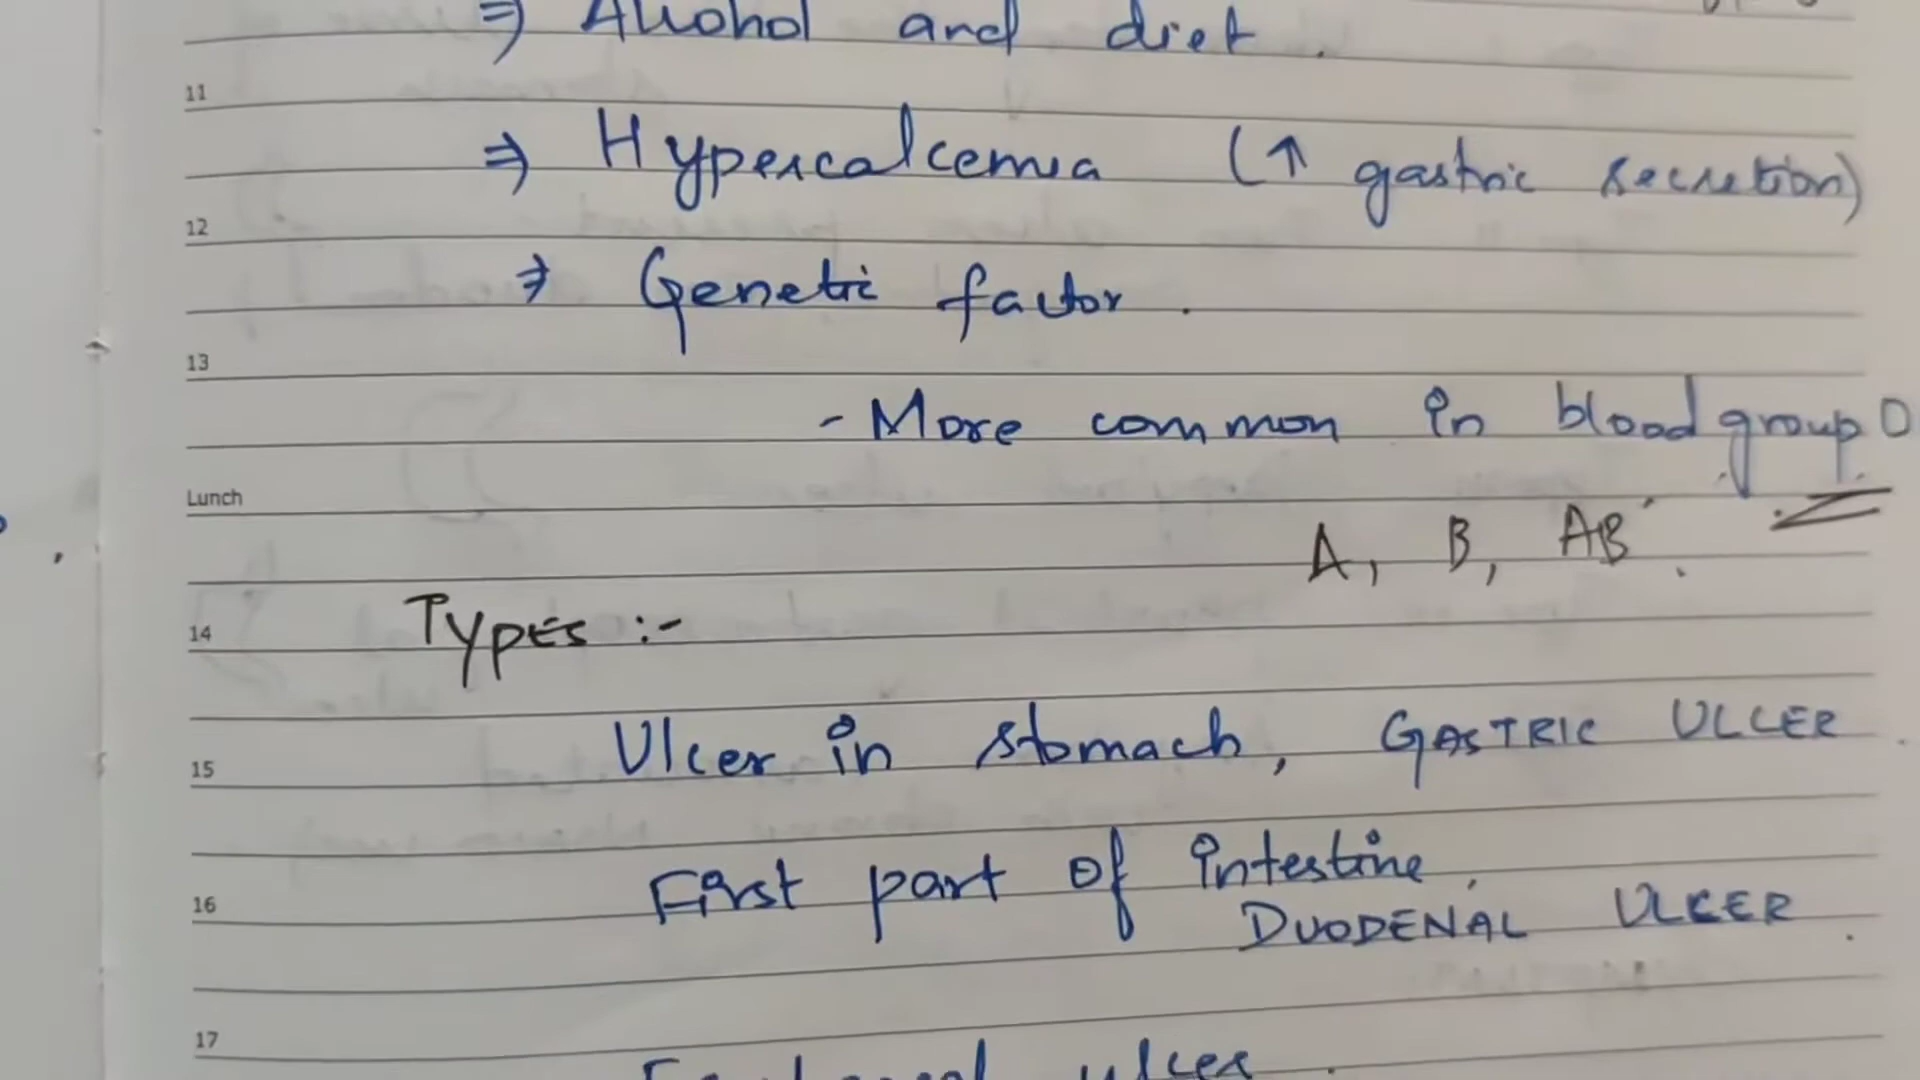 ⇒ Alcohol and diet.
11
⇒ Hypercalcemia (↑ gastric secretion)
12
⇒ Genetic factor.
13
- More common in blood group O
Lunch
A, B, AB.
14
Types :-
Ulcer in stomach, GASTRIC ULCER
15
First part of intestine,
16
DUODENAL ULCER
17
ulcer.